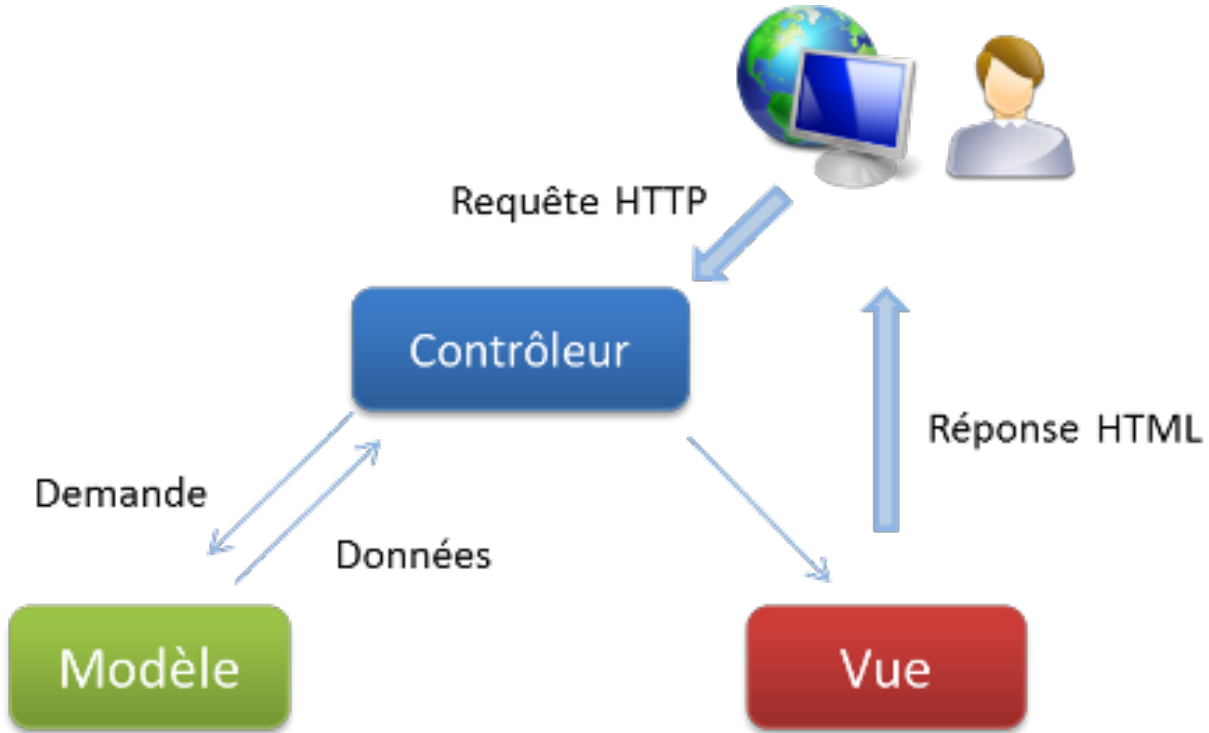 Requête HTTP
Contrôleur
Réponse HTML
Demande
Données
Modèle
Vue